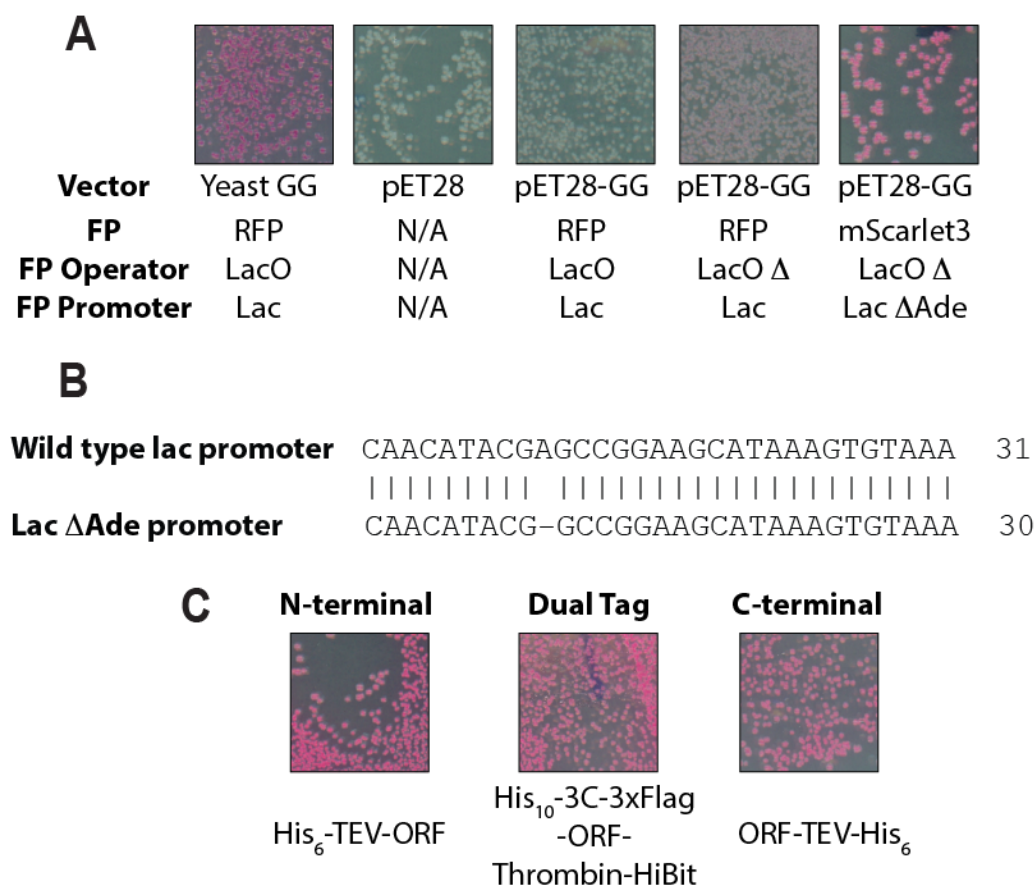 A
Vector Yeast GG pET28 pET28-GG pET28-GG pET28-GG
FP RFP N/A RFP RFP mScarlet3
FP Operator LacO N/A LacO LacO Δ LacO Δ
FP Promoter Lac N/A Lac Lac Lac ΔAde
B
Wild type lac promoter CAACATACGAGCCGGAAGCATAAAGTGTAAA 31
||||||||| |||||||||||||||||||||
Lac ΔAde promoter CAACATACG–GCCGGAAGCATAAAGTGTAAA 30
C
N-terminal Dual Tag C-terminal
His₆-TEV-ORF His₁₀-3C-3xFlag ORF-TEV-His₆
-ORF-
Thrombin-HiBit